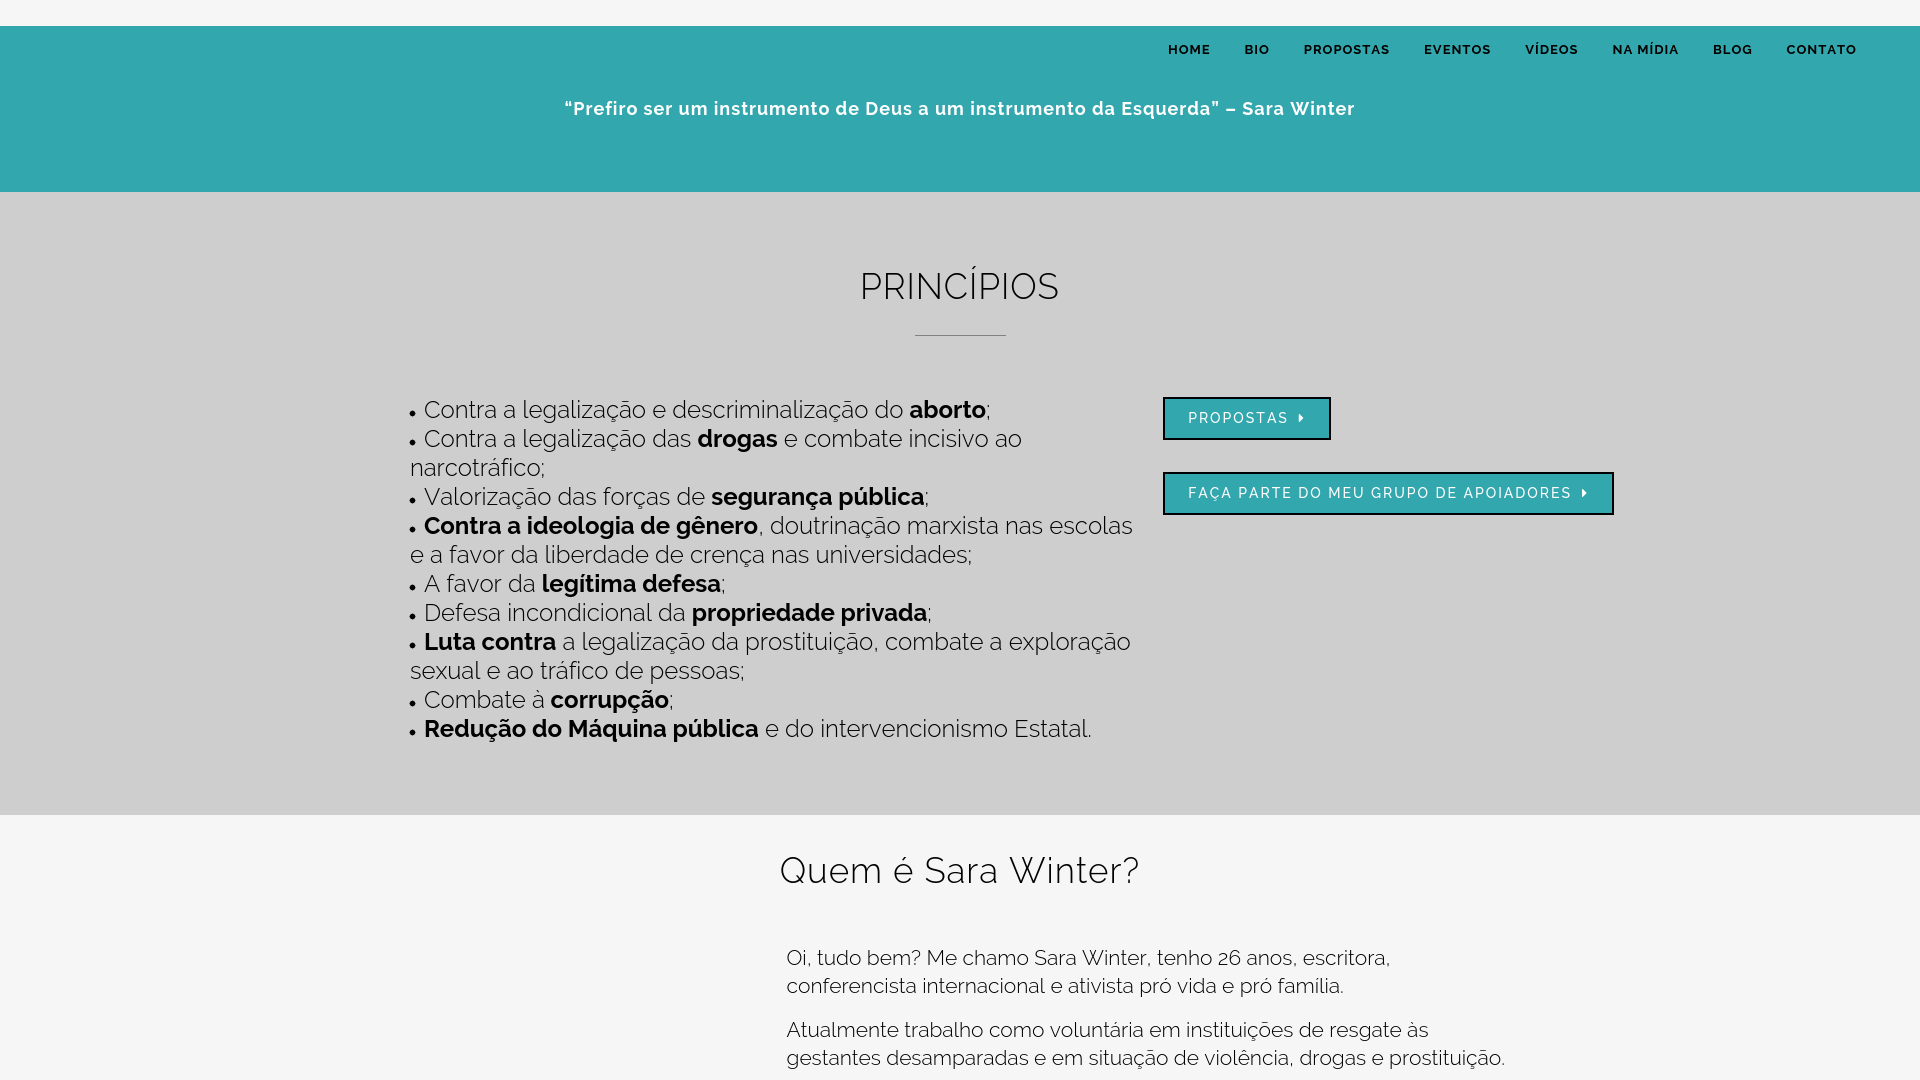 HOME BIO PROPOSTAS EVENTOS VÍDEOS NA MÍDIA BLOG CONTATO
“Prefiro ser um instrumento de Deus a um instrumento da Esquerda” – Sara Winter
PRINCÍPIOS
• Contra a legalização e descriminalização do aborto;
• Contra a legalização das drogas e combate incisivo ao
narcotráfico;
• Valorização das forças de segurança pública;
• Contra a ideologia de gênero, doutrinação marxista nas escolas
e a favor da liberdade de crença nas universidades;
• A favor da legítima defesa;
• Defesa incondicional da propriedade privada;
• Luta contra a legalização da prostituição, combate a exploração
sexual e ao tráfico de pessoas;
• Combate à corrupção;
• Redução do Máquina pública e do intervencionismo Estatal.
PROPOSTAS
FAÇA PARTE DO MEU GRUPO DE APOIADORES
Quem é Sara Winter?
Oi, tudo bem? Me chamo Sara Winter, tenho 26 anos, escritora,
conferencista internacional e ativista pró vida e pró família.
Atualmente trabalho como voluntária em instituições de resgate às
gestantes desamparadas e em situação de violência, drogas e prostituição.